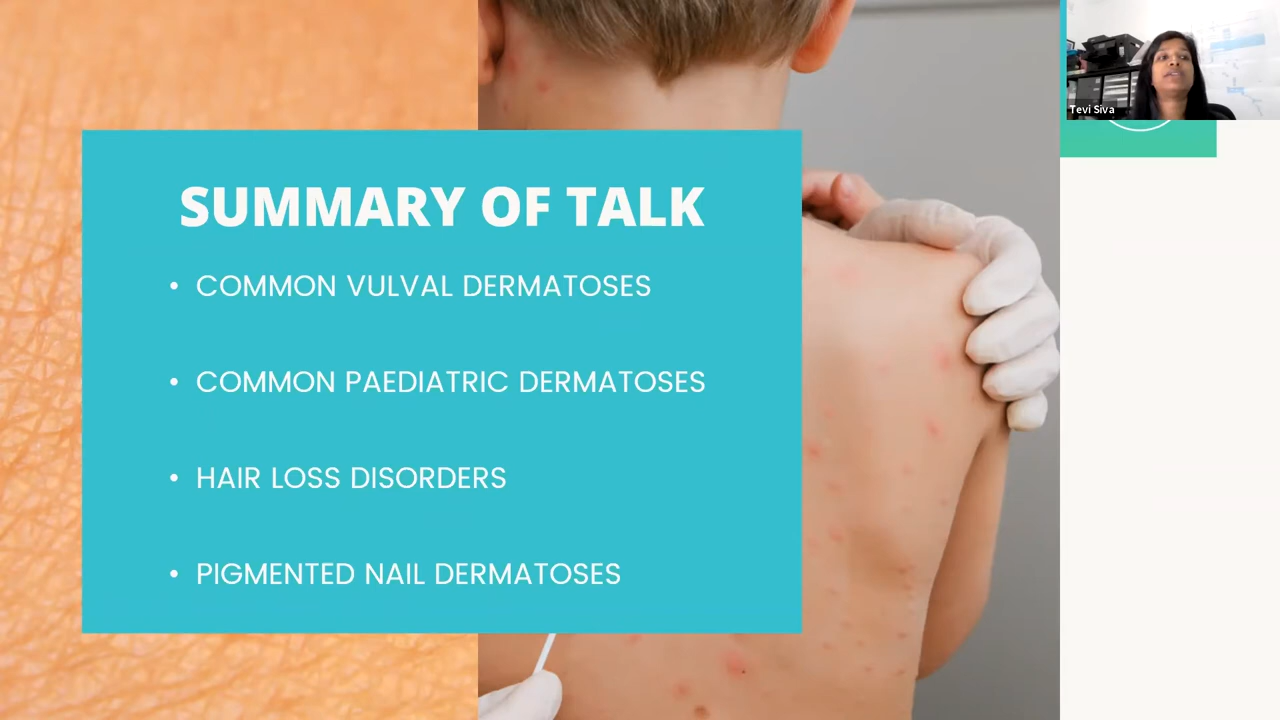 SUMMARY OF TALK
• COMMON VULVAL DERMATOSES
• COMMON PAEDIATRIC DERMATOSES
• HAIR LOSS DISORDERS
• PIGMENTED NAIL DERMATOSES
Tevi Siva